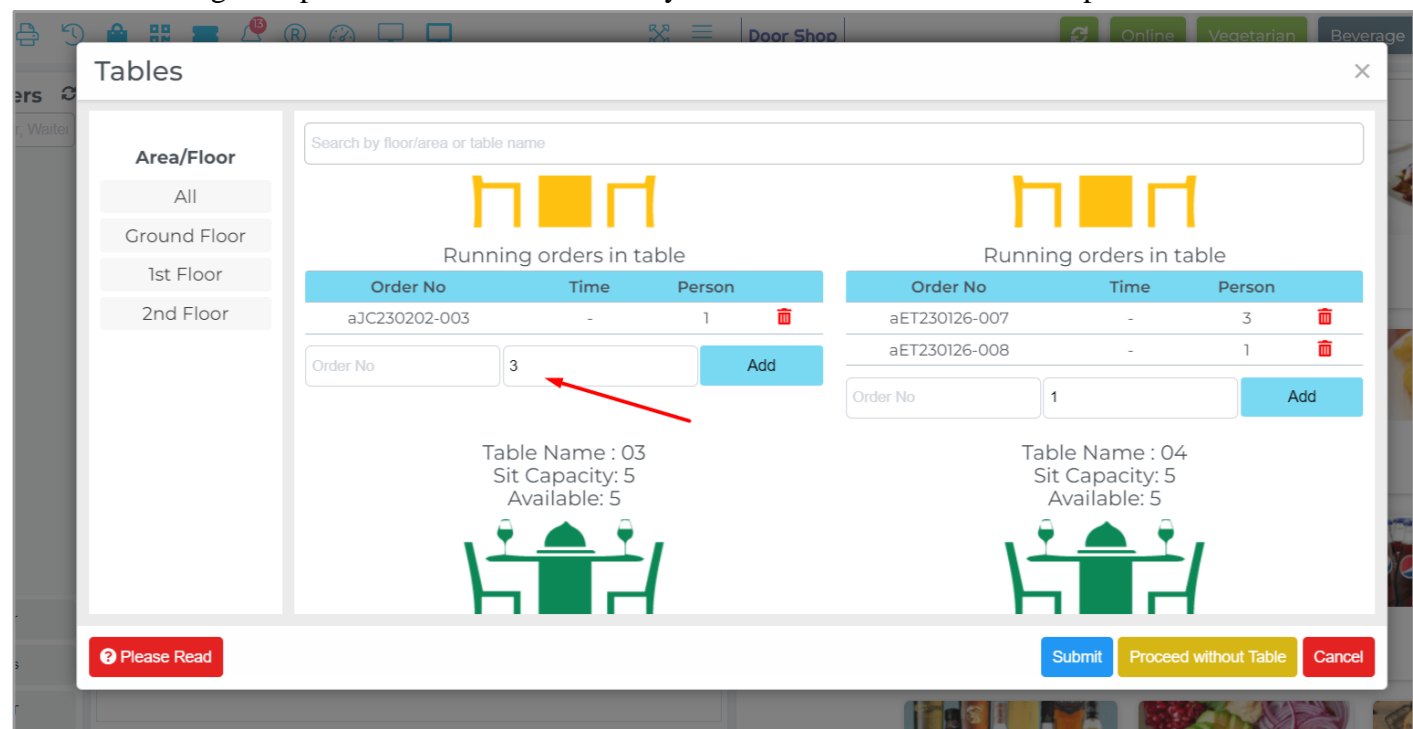 13
R
Door Shop
Online
Vegetarian
Beverage
Tables
ers
r, Waiter
Area/Floor
All
Ground Floor
1st Floor
2nd Floor
Search by floor/area or table name
Running orders in table
Order No Time Person
aJC230202-003 - 1
Order No 3 Add
Running orders in table
Order No Time Person
aET230126-007 - 3
aET230126-008 - 1
Order No 1 Add
Table Name : 03
Sit Capacity: 5
Available: 5
Table Name : 04
Sit Capacity: 5
Available: 5
? Please Read
Submit
Proceed without Table
Cancel